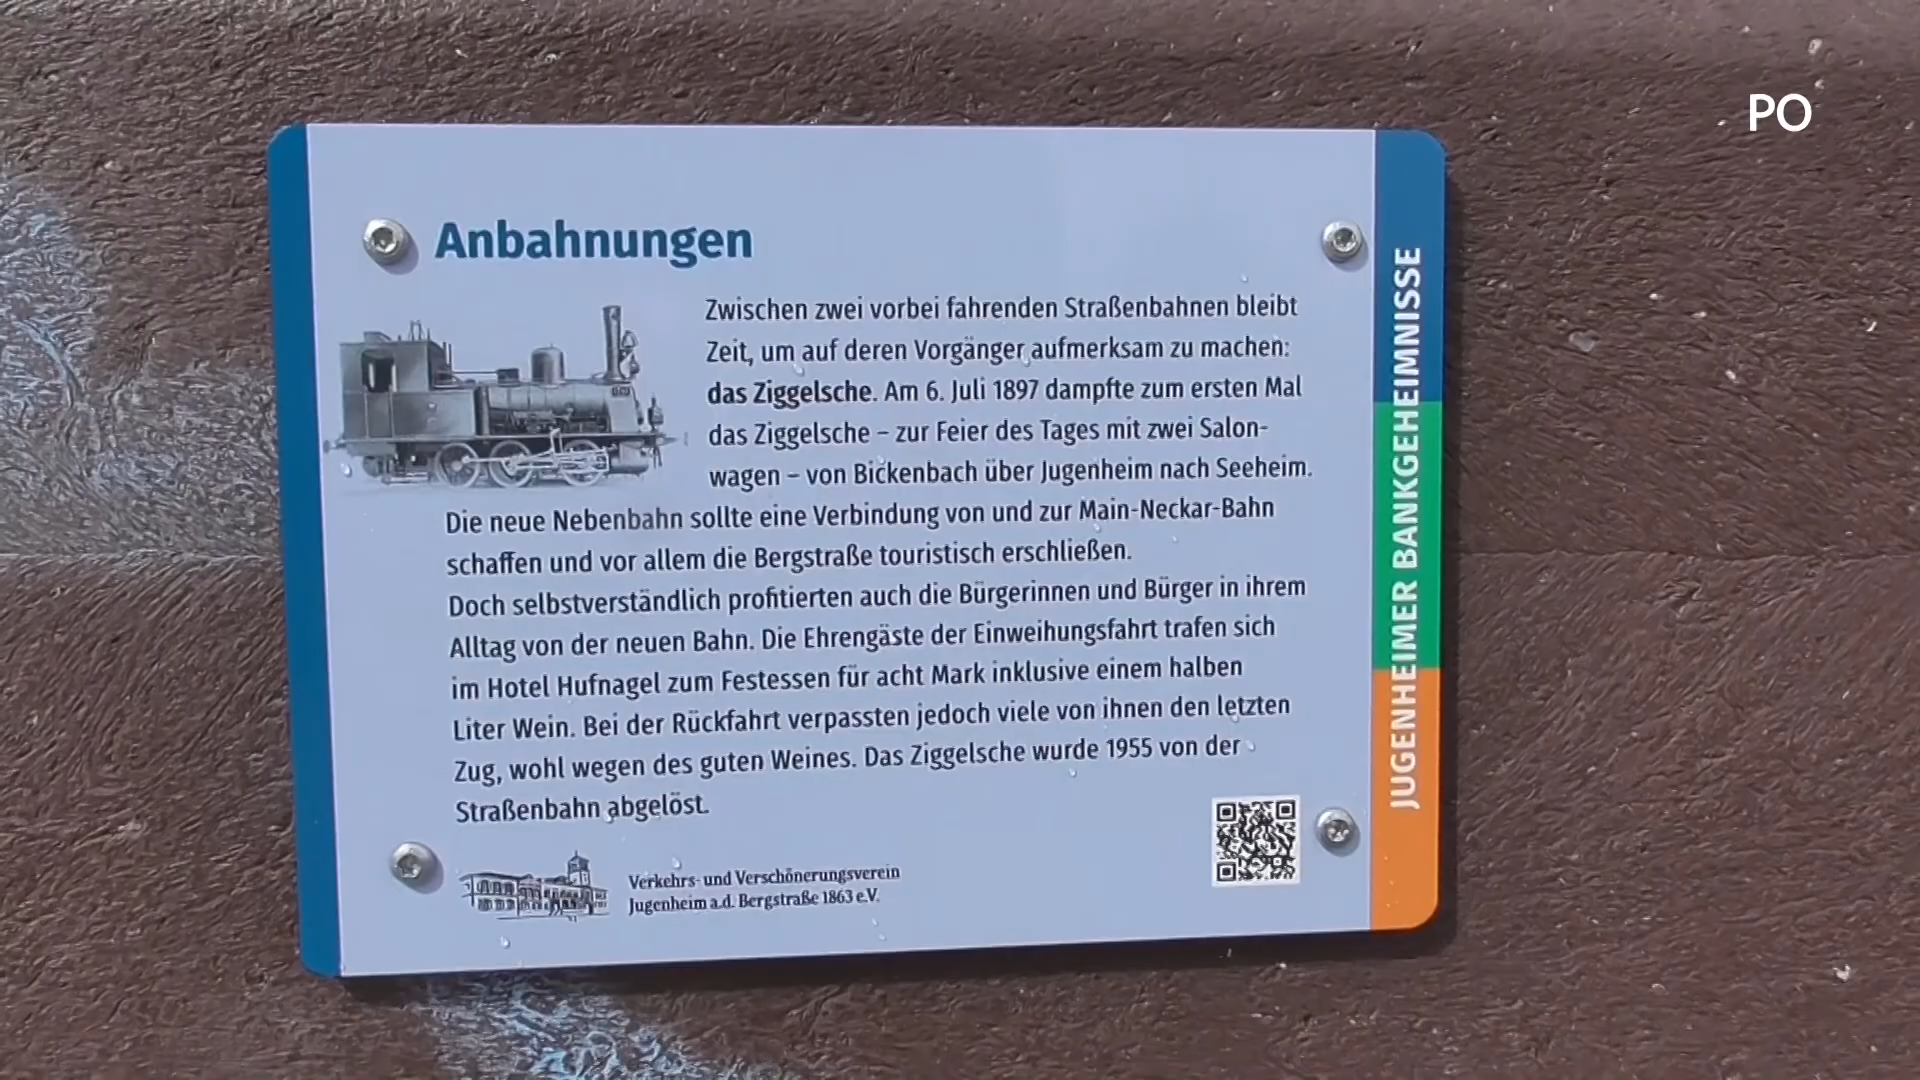 PO
Anbahnungen
Zwischen zwei vorbei fahrenden Straßenbahnen bleibt
Zeit, um auf deren Vorgänger aufmerksam zu machen:
das Ziggelsche. Am 6. Juli 1897 dampfte zum ersten Mal
das Ziggelsche – zur Feier des Tages mit zwei Salon-
wagen – von Bickenbach über Jugenheim nach Seeheim.
Die neue Nebenbahn sollte eine Verbindung von und zur Main-Neckar-Bahn
schaffen und vor allem die Bergstraße touristisch erschließen.
Doch selbstverständlich profitierten auch die Bürgerinnen und Bürger in ihrem
Alltag von der neuen Bahn. Die Ehrengäste der Einweihungsfahrt trafen sich
im Hotel Hufnagel zum Festessen für acht Mark inklusive einem halben
Liter Wein. Bei der Rückfahrt verpassten jedoch viele von ihnen den letzten
Zug, wohl wegen des guten Weines. Das Ziggelsche wurde 1955 von der
Straßenbahn abgelöst.
Verkehrs- und Verschönerungsverein
Jugenheim a.d. Bergstraße 1863 e.V.
JUGENHEIMER BANKGEHEIMNISSE